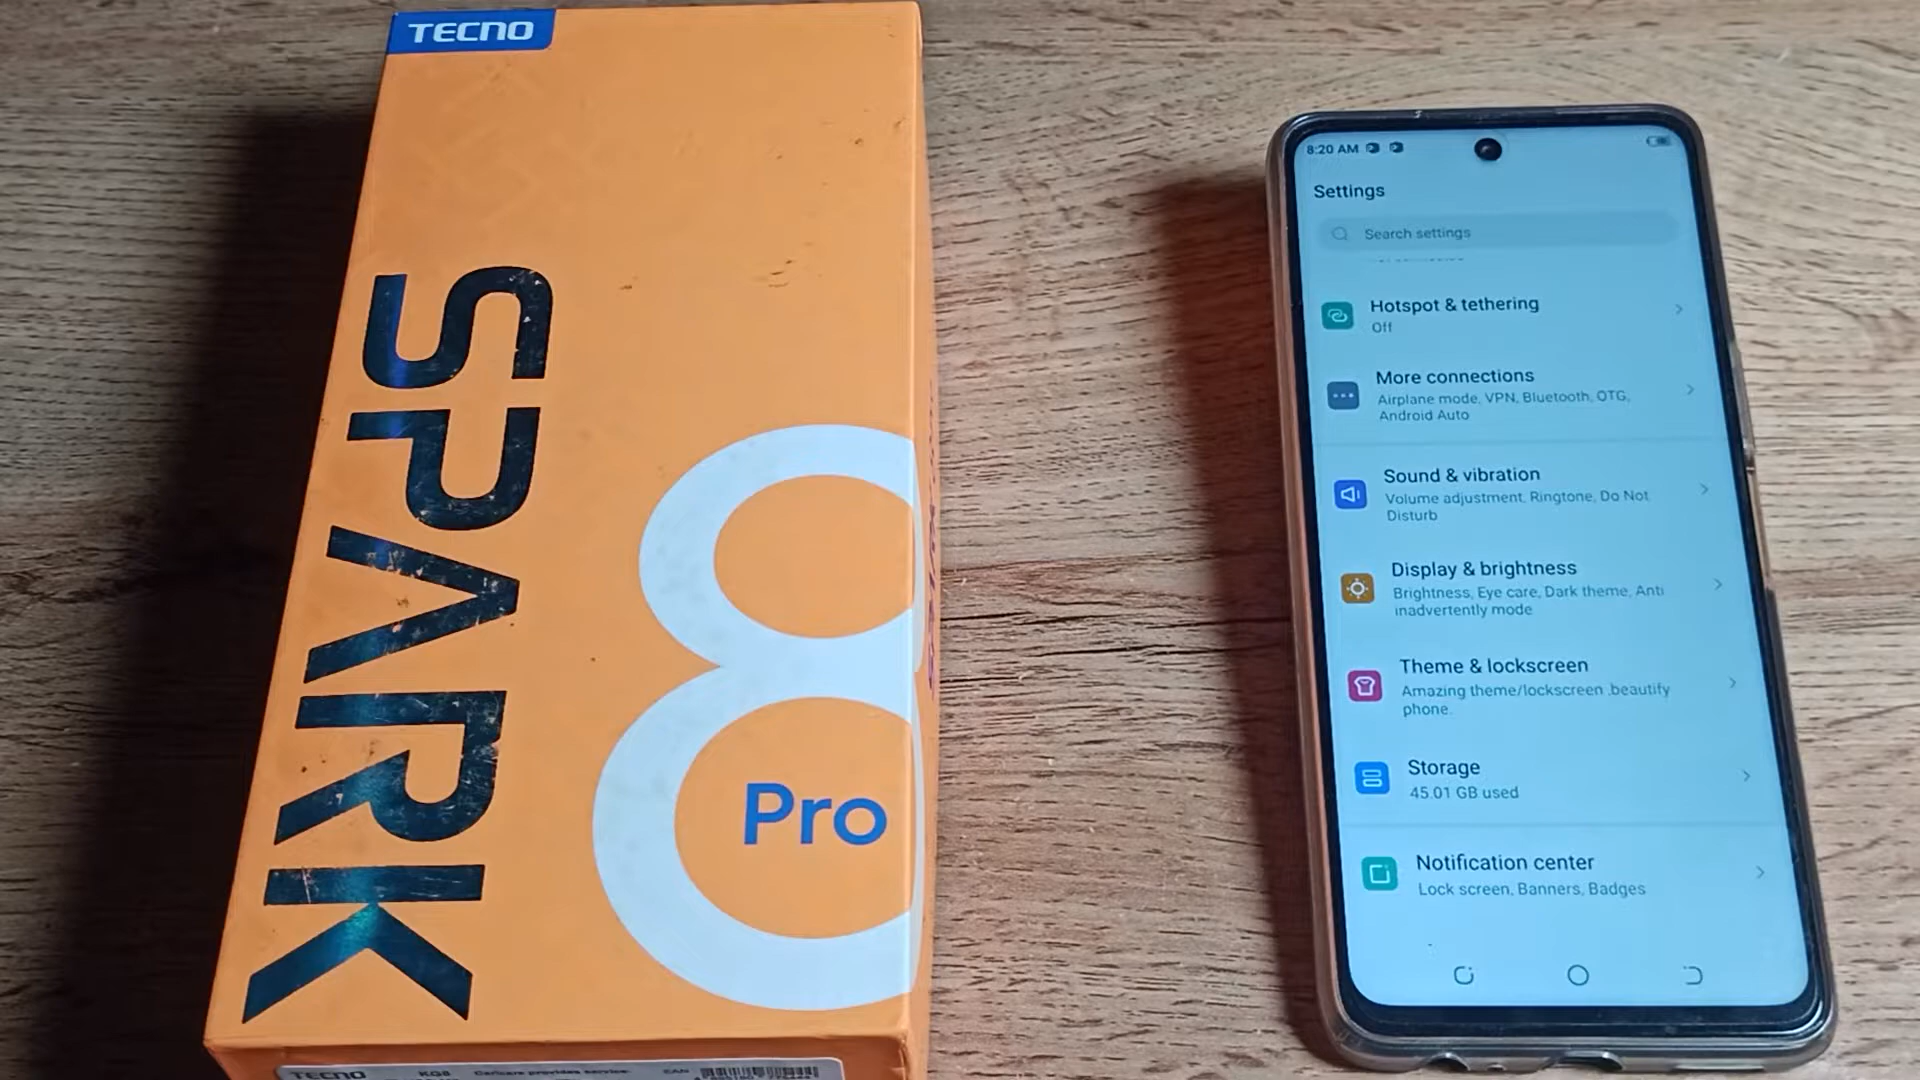 TECNO
SPARK
8
Pro
TECNO KG8
8:20 AM
Settings
Search settings
Hotspot & tethering
Off
More connections
Airplane mode, VPN, Bluetooth, OTG,
Android Auto
Sound & vibration
Volume adjustment, Ringtone, Do Not
Disturb
Display & brightness
Brightness, Eye care, Dark theme, Anti
inadvertently mode
Theme & lockscreen
Amazing theme/lockscreen ,beautify
phone.
Storage
45.01 GB used
Notification center
Lock screen, Banners, Badges